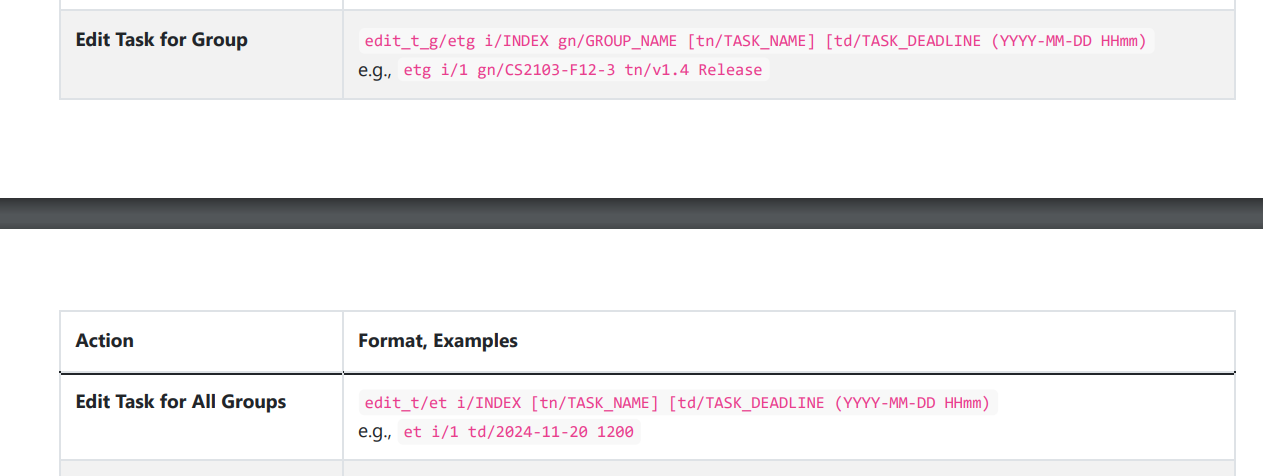 Edit Task for Group
edit_t_g/etg i/INDEX gn/GROUP_NAME [tn/TASK_NAME] [td/TASK_DEADLINE (YYYY-MM-DD HHmm)
e.g., etg i/1 gn/CS2103-F12-3 tn/v1.4 Release
Action
Format, Examples
Edit Task for All Groups
edit_t/et i/INDEX [tn/TASK_NAME] [td/TASK_DEADLINE (YYYY-MM-DD HHmm)
e.g., et i/1 td/2024-11-20 1200